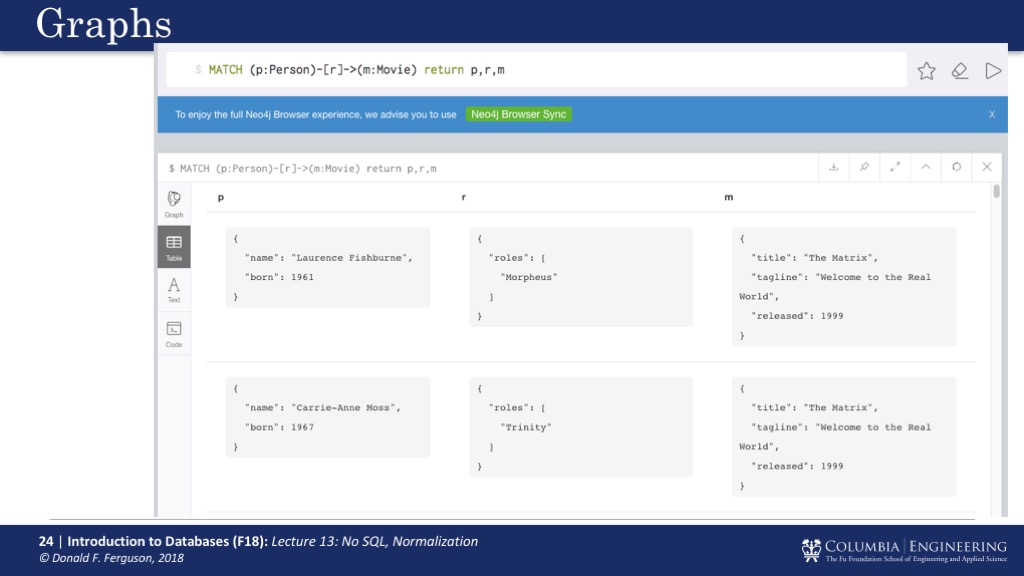 Graphs
$ MATCH (p:Person)-[r]->(m:Movie) return p,r,m
To enjoy the full Neo4j Browser experience, we advise you to use Neo4j Browser Sync X
$ MATCH (p:Person)-[r]->(m:Movie) return p,r,m
Graph
Table
Text
Code
p r m
{
"name": "Laurence Fishburne",
"born": 1961
}
{
"roles": [
"Morpheus"
]
}
{
"title": "The Matrix",
"tagline": "Welcome to the Real
World",
"released": 1999
}
{
"name": "Carrie-Anne Moss",
"born": 1967
}
{
"roles": [
"Trinity"
]
}
{
"title": "The Matrix",
"tagline": "Welcome to the Real
World",
"released": 1999
}
24 | Introduction to Databases (F18): Lecture 13: No SQL, Normalization
© Donald F. Ferguson, 2018
COLUMBIA | ENGINEERING
The Fu Foundation School of Engineering and Applied Science